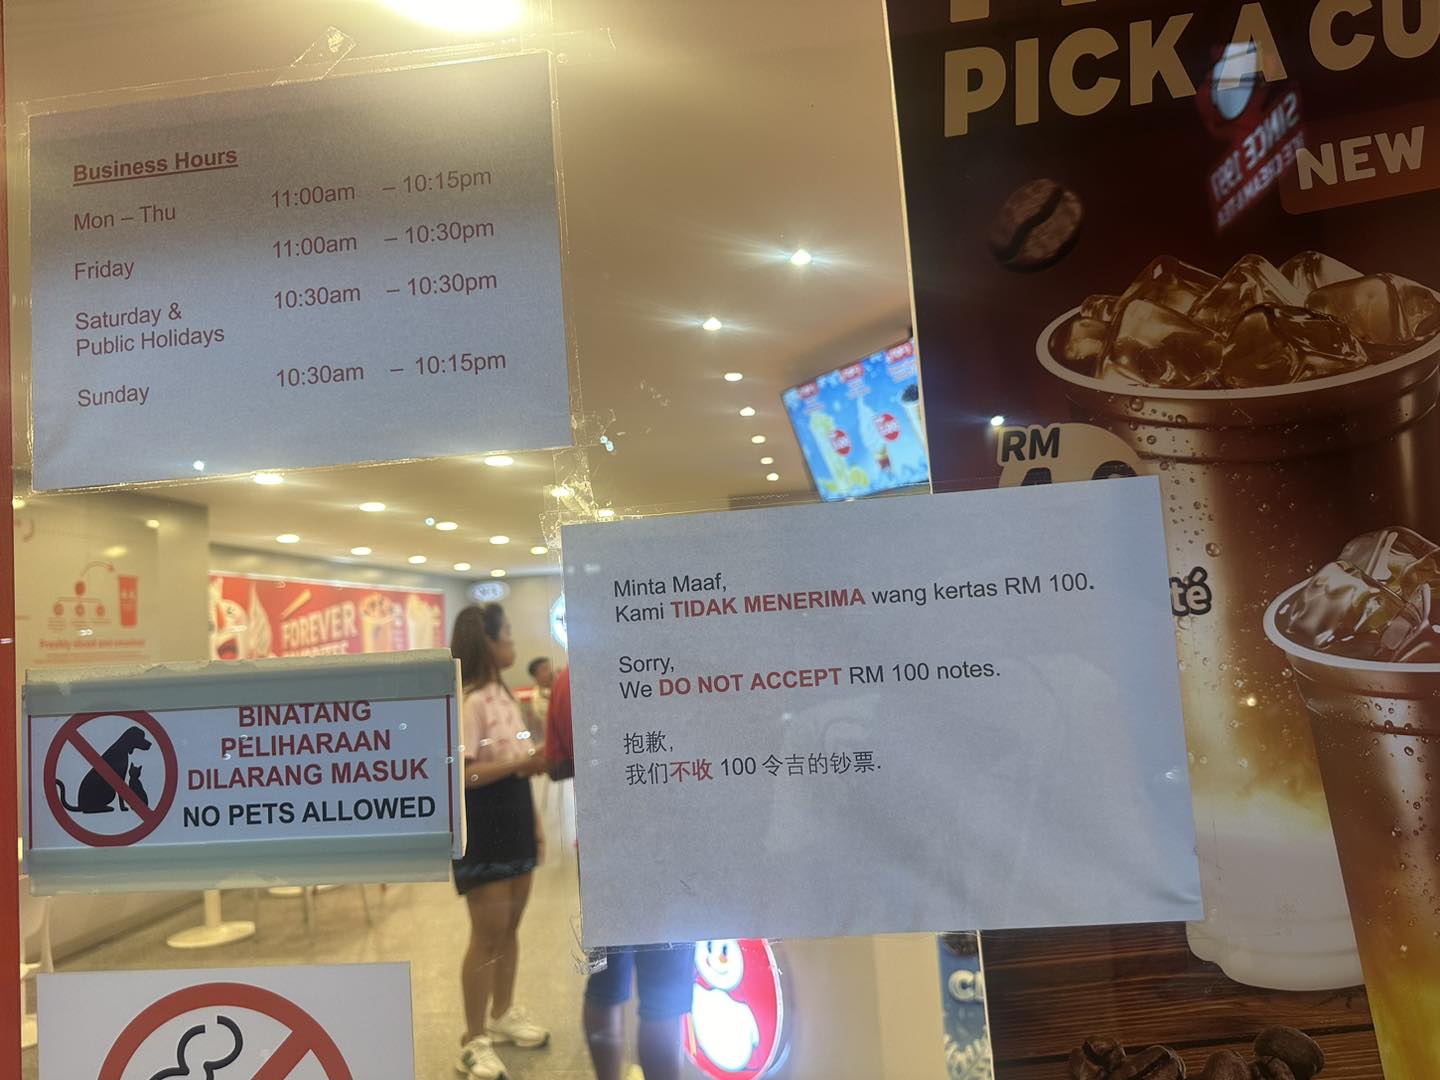 Business Hours
Mon – Thu 11:00am – 10:15pm
Friday 11:00am – 10:30pm
Saturday & 10:30am – 10:30pm
Public Holidays
Sunday 10:30am – 10:15pm
PICK A CU
NEW
SINCE 1997
RM
té
Minta Maaf,
Kami TIDAK MENERIMA wang kertas RM 100.
Sorry,
We DO NOT ACCEPT RM 100 notes.
抱歉,
我们不收 100 令吉的钞票.
FOREVER
BINATANG
PELIHARAAN
DILARANG MASUK
NO PETS ALLOWED